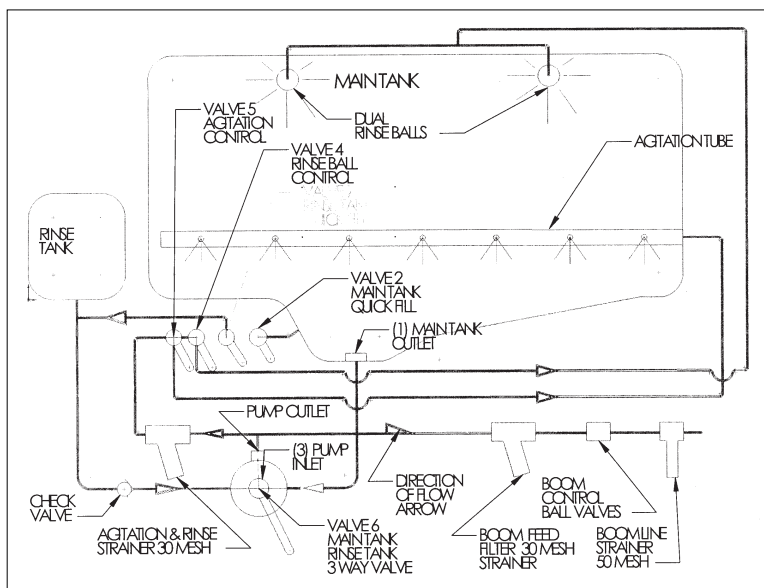 MAIN TANK
VALVE 5
AGITATION
CONTROL
DUAL
RINSE BALLS
VALVE 4
RINSE BALL
CONTROL
AGITATION TUBE
RINSE
TANK
VALVE 2
MAIN TANK
QUICK FILL
(1) MAIN TANK
OUTLET
PUMP OUTLET
(3) PUMP
INLET
CHECK
VALVE
AGITATION & RINSE
STRAINER 30 MESH
VALVE 6
MAIN TANK
RINSE TANK
3 WAY VALVE
DIRECTION
OF FLOW
ARROW
BOOM FEED
FILTER 30 MESH
STRAINER
BOOM
CONTROL
BALL VALVES
BOOM LINE
STRAINER
50 MESH